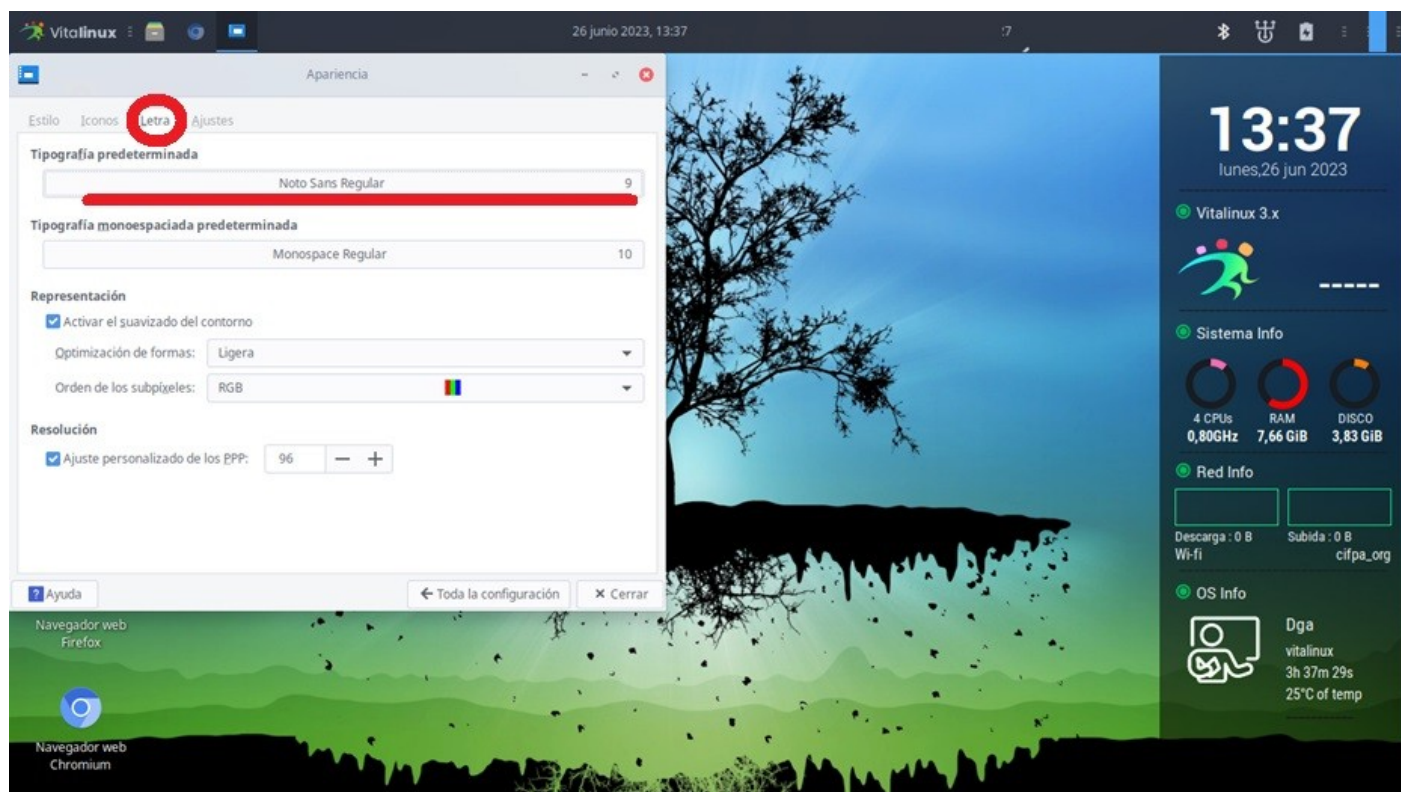 Vitalinux
26 junio 2023, 13:37
:7
Apariencia
Estilo Iconos Letra Ajustes
Tipografía predeterminada
Noto Sans Regular 9
Tipografía monoespaciada predeterminada
Monospace Regular 10
Representación
Activar el suavizado del contorno
Optimización de formas: Ligera
Orden de los subpíxeles: RGB
Resolución
Ajuste personalizado de los PPP: 96
? Ayuda
Toda la configuración
Cerrar
Navegador web
Firefox
Navegador web
Chromium
13:37
lunes,26 jun 2023
Vitalinux 3.x
-----
Sistema Info
4 CPUs RAM DISCO
0,80GHz 7,66 GiB 3,83 GiB
Red Info
Descarga : 0 B Subida : 0 B
Wi-fi cifpa_org
OS Info
Dga
vitalinux
3h 37m 29s
25°C of temp